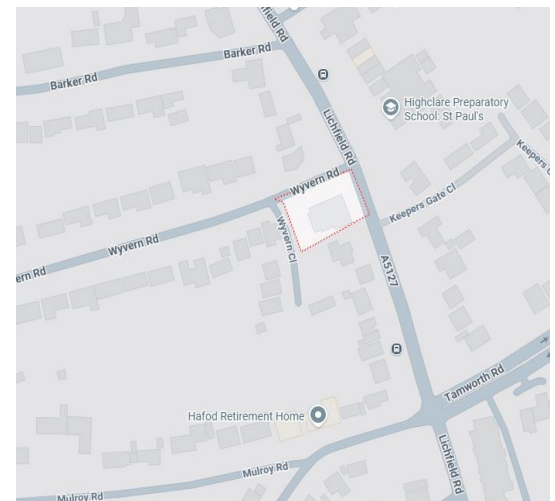 Lichfield Rd
Barker Rd
Barker Rd
Highclare Preparatory
School: St Paul's
Lichfield Rd
Wyvern Rd
Keepers Gate Cl
Wyvern Rd
Wyvern Cl
A5127
Tamworth Rd
Hafod Retirement Home
Lichfield Rd
Mulroy Rd
Mulroy Rd